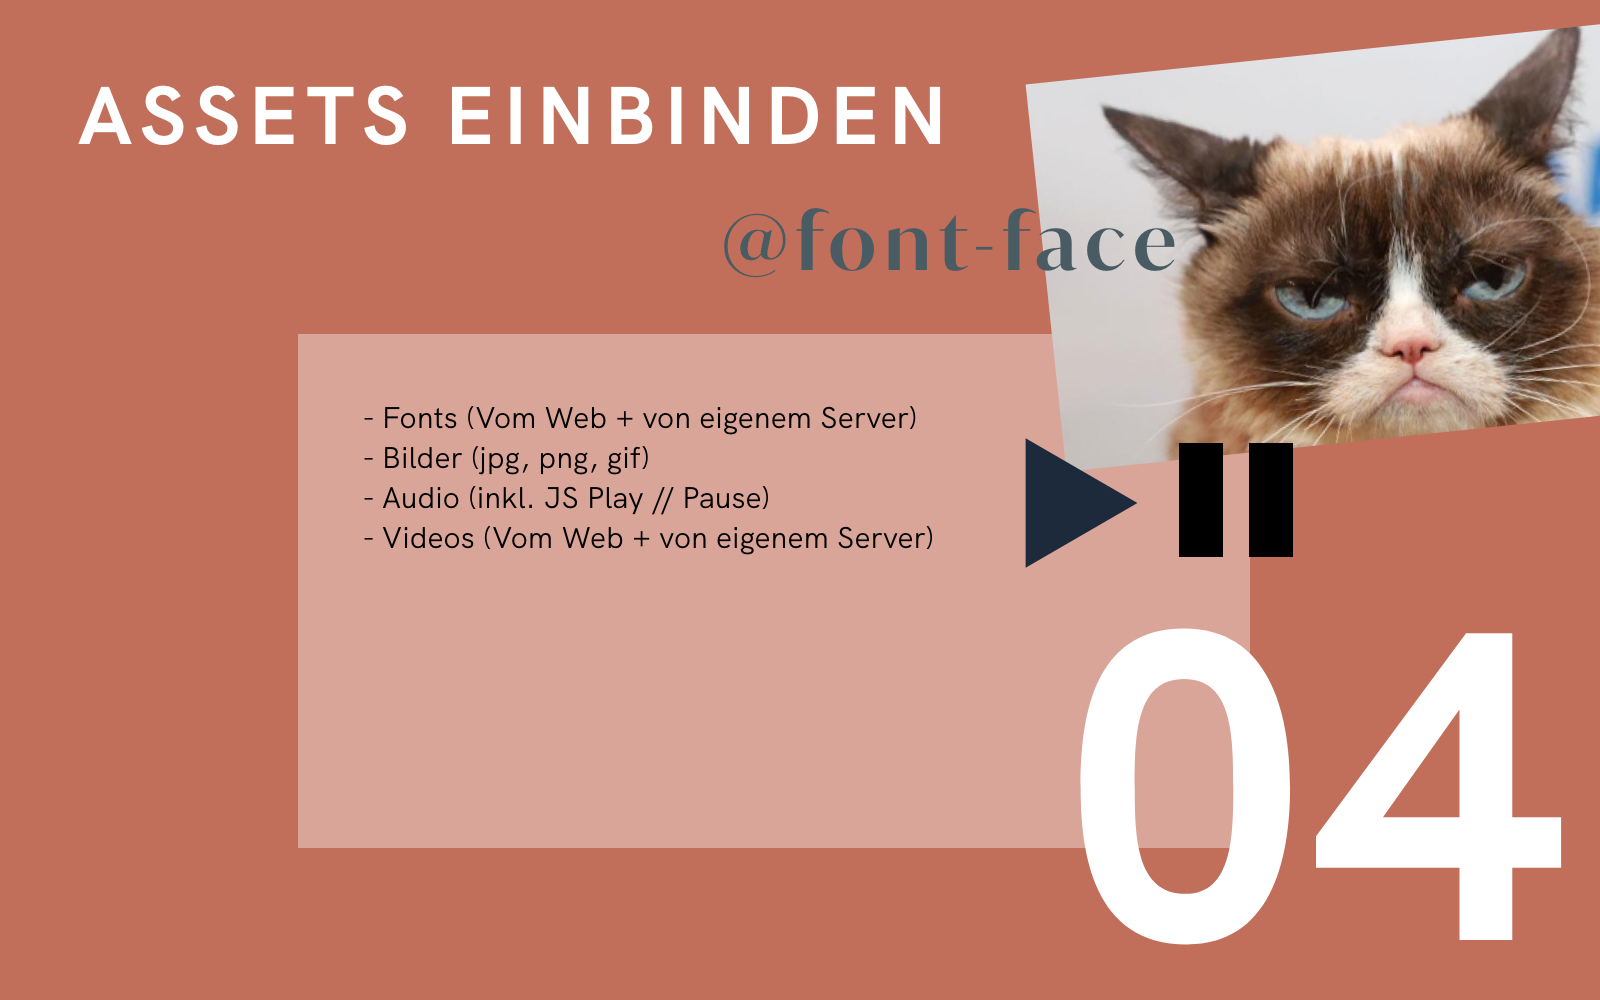 ASSETS EINBINDEN
@font-face
- Fonts (Vom Web + von eigenem Server)
- Bilder (jpg, png, gif)
- Audio (inkl. JS Play // Pause)
- Videos (Vom Web + von eigenem Server)
04